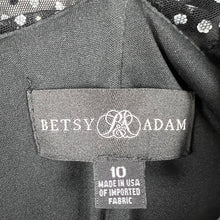 BETSY ADAM
10
MADE IN USA
OF IMPORTED
FABRIC